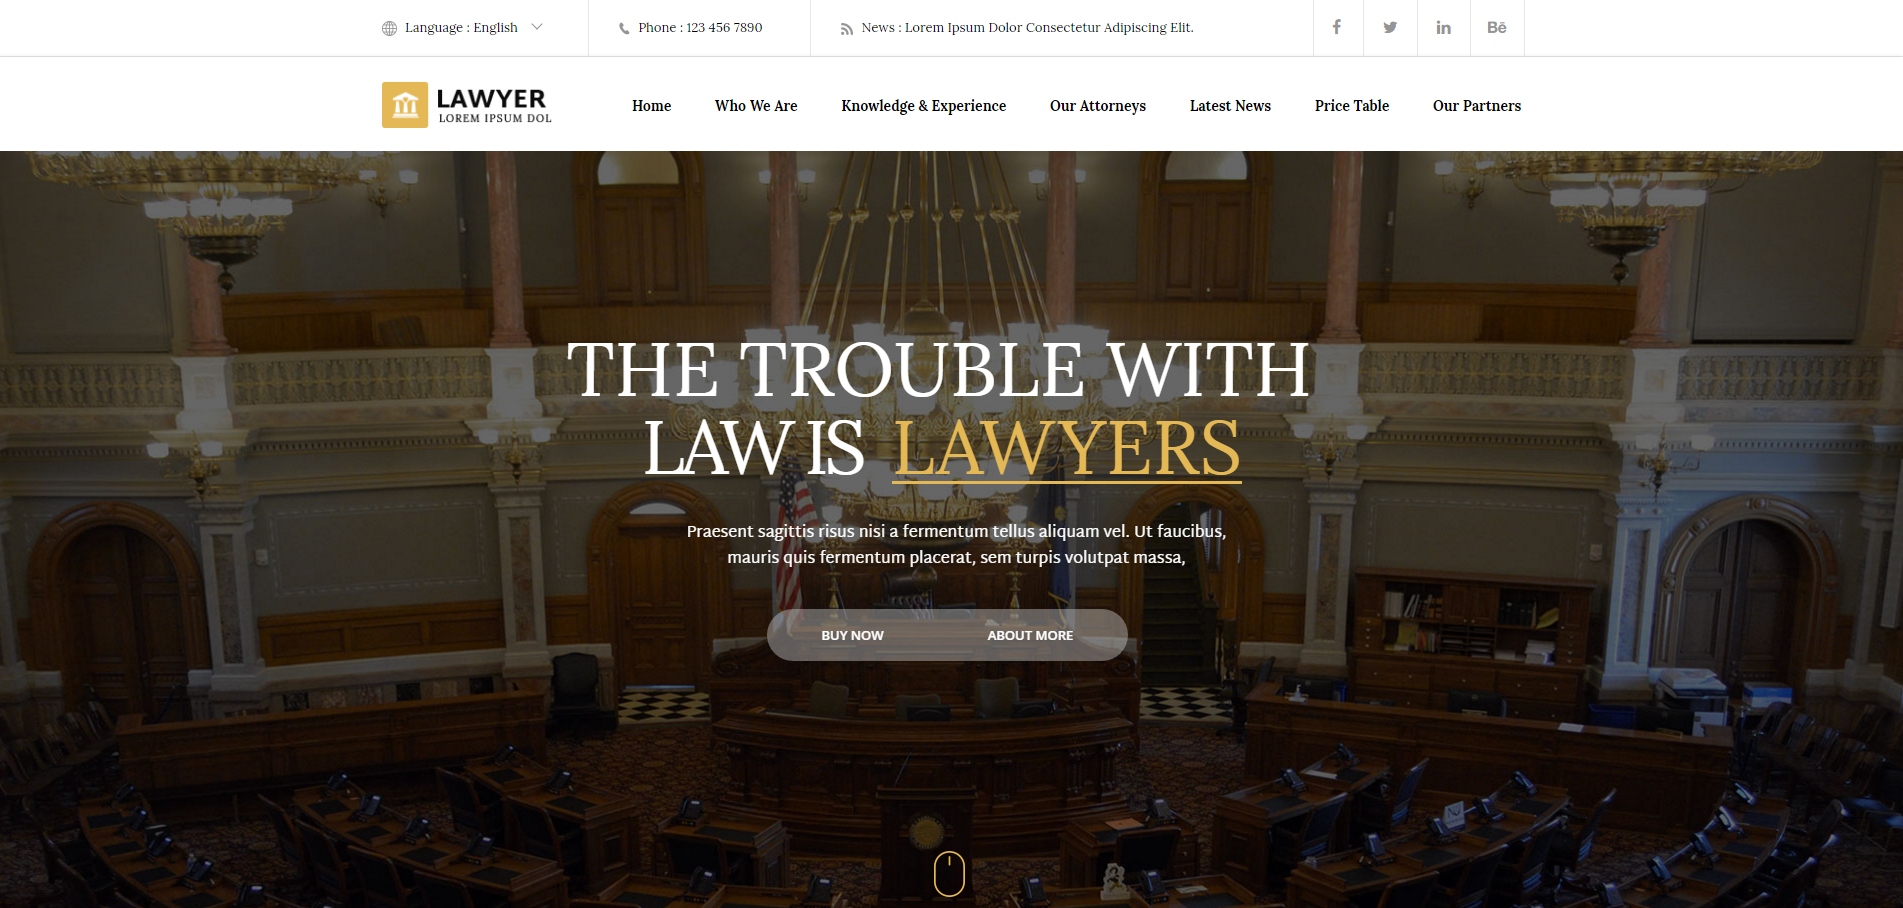 Language : English
Phone : 123 456 7890
News : Lorem Ipsum Dolor Consectetur Adipiscing Elit.
Bē
LAWYER
LOREM IPSUM DOL
Home
Who We Are
Knowledge & Experience
Our Attorneys
Latest News
Price Table
Our Partners
THE TROUBLE WITH
LAW IS LAWYERS
Praesent sagittis risus nisi a fermentum tellus aliquam vel. Ut faucibus,
mauris quis fermentum placerat, sem turpis volutpat massa,
BUY NOW
ABOUT MORE